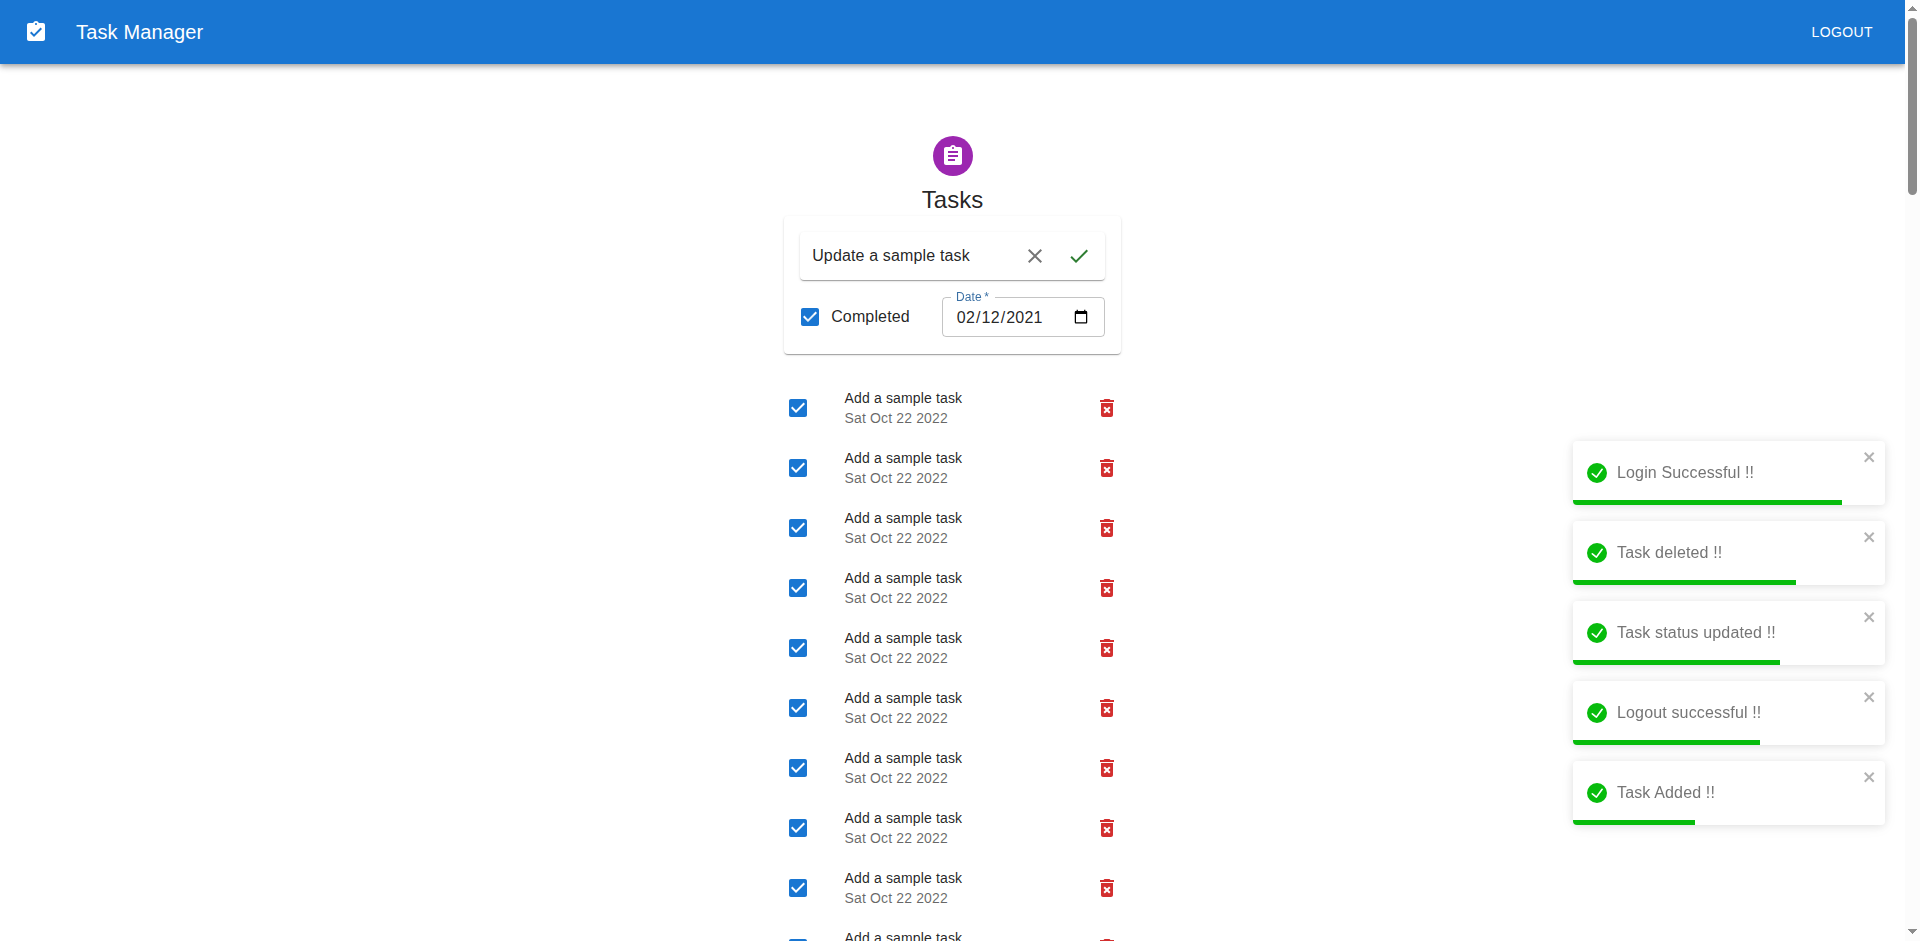 Task Manager
LOGOUT
Tasks
Update a sample task
Date *
Completed
02/12/2021
Add a sample task
Sat Oct 22 2022
Add a sample task
Sat Oct 22 2022
Add a sample task
Sat Oct 22 2022
Add a sample task
Sat Oct 22 2022
Add a sample task
Sat Oct 22 2022
Add a sample task
Sat Oct 22 2022
Add a sample task
Sat Oct 22 2022
Add a sample task
Sat Oct 22 2022
Add a sample task
Sat Oct 22 2022
Add a sample task
Login Successful !!
Task deleted !!
Task status updated !!
Logout successful !!
Task Added !!